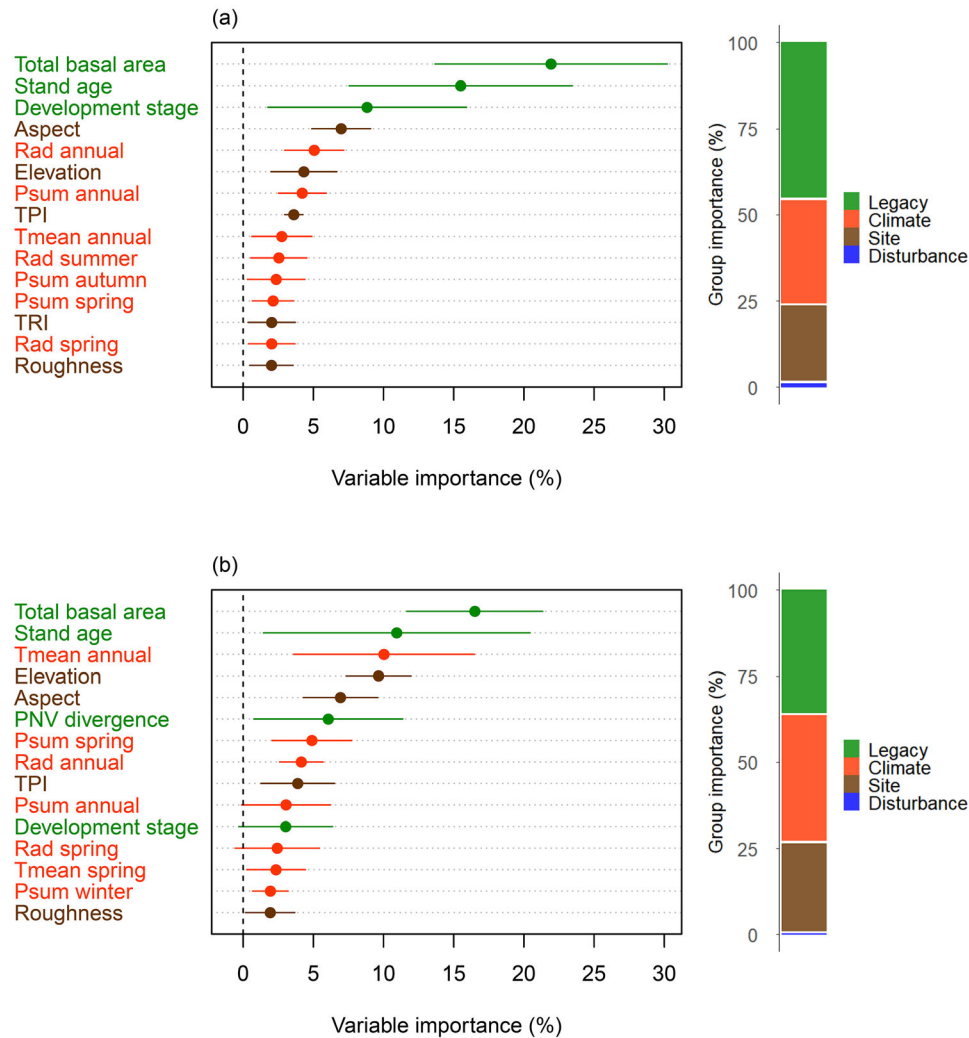 (a)
Total basal area
Stand age
Development stage
Aspect
Rad annual
Elevation
Psum annual
TPI
Tmean annual
Rad summer
Psum autumn
Psum spring
TRI
Rad spring
Roughness
0 5 10 15 20 25 30
Variable importance (%)
Group importance (%)
100
75
50
25
0
Legacy
Climate
Site
Disturbance
(b)
Total basal area
Stand age
Tmean annual
Elevation
Aspect
PNV divergence
Psum spring
Rad annual
TPI
Psum annual
Development stage
Rad spring
Tmean spring
Psum winter
Roughness
0 5 10 15 20 25 30
Variable importance (%)
Group importance (%)
100
75
50
25
0
Legacy
Climate
Site
Disturbance